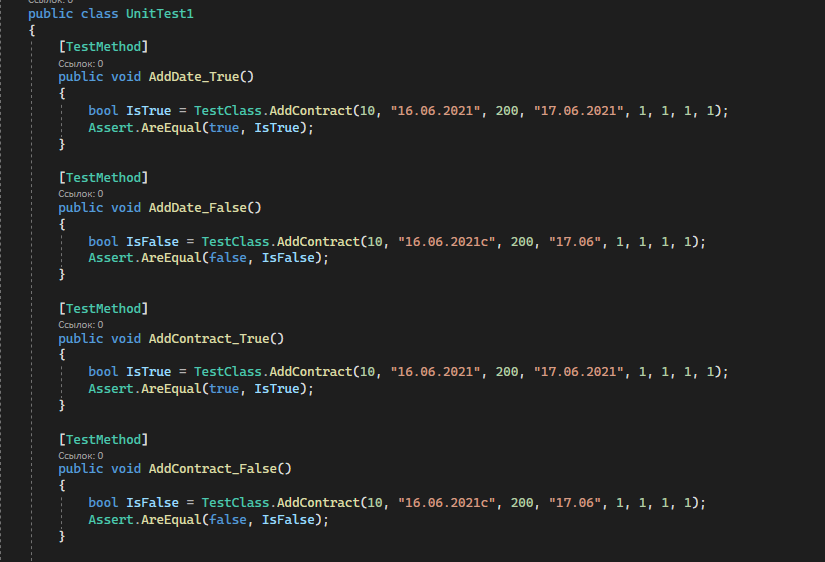 Ссылок: 0
public class UnitTest1
{
[TestMethod]
Ссылок: 0
public void AddDate_True()
{
bool IsTrue = TestClass.AddContract(10, "16.06.2021", 200, "17.06.2021", 1, 1, 1, 1);
Assert.AreEqual(true, IsTrue);
}
[TestMethod]
Ссылок: 0
public void AddDate_False()
{
bool IsFalse = TestClass.AddContract(10, "16.06.2021c", 200, "17.06", 1, 1, 1, 1);
Assert.AreEqual(false, IsFalse);
}
[TestMethod]
Ссылок: 0
public void AddContract_True()
{
bool IsTrue = TestClass.AddContract(10, "16.06.2021", 200, "17.06.2021", 1, 1, 1, 1);
Assert.AreEqual(true, IsTrue);
}
[TestMethod]
Ссылок: 0
public void AddContract_False()
{
bool IsFalse = TestClass.AddContract(10, "16.06.2021c", 200, "17.06", 1, 1, 1, 1);
Assert.AreEqual(false, IsFalse);
}